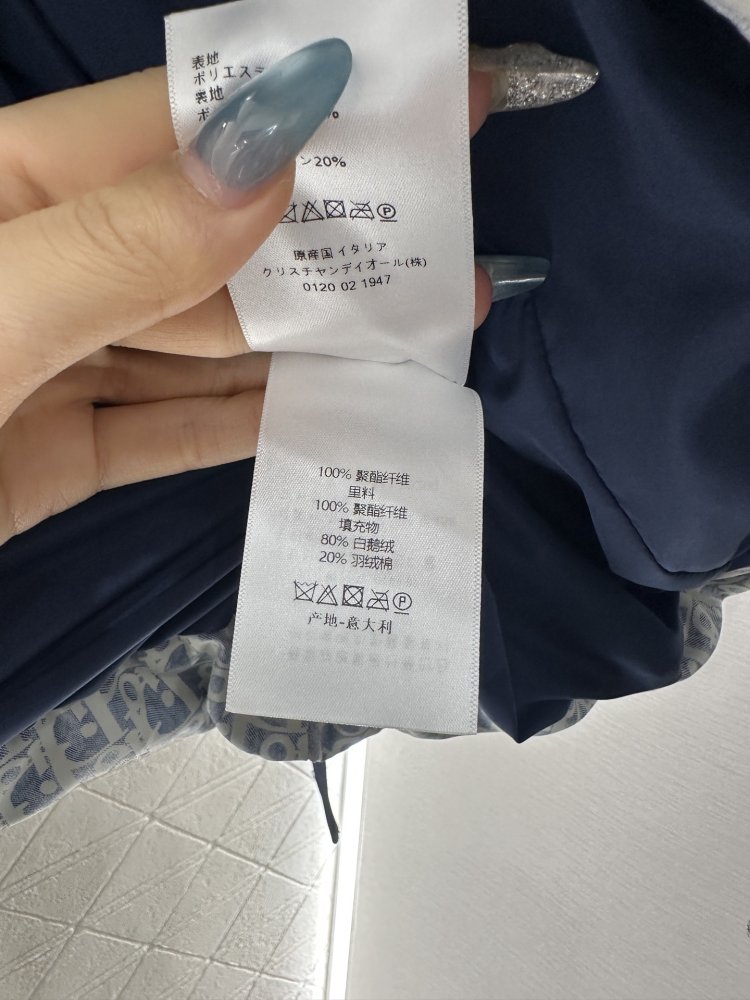 表地
ポリエステ
裏地
ポ
%
ン20%
原産国イタリア
クリスチャンディオール(株)
0120 02 1947
100% 聚酯纤维
里料
100% 聚酯纤维
填充物
80% 白鹅绒
20% 羽绒棉
P
产地-意大利